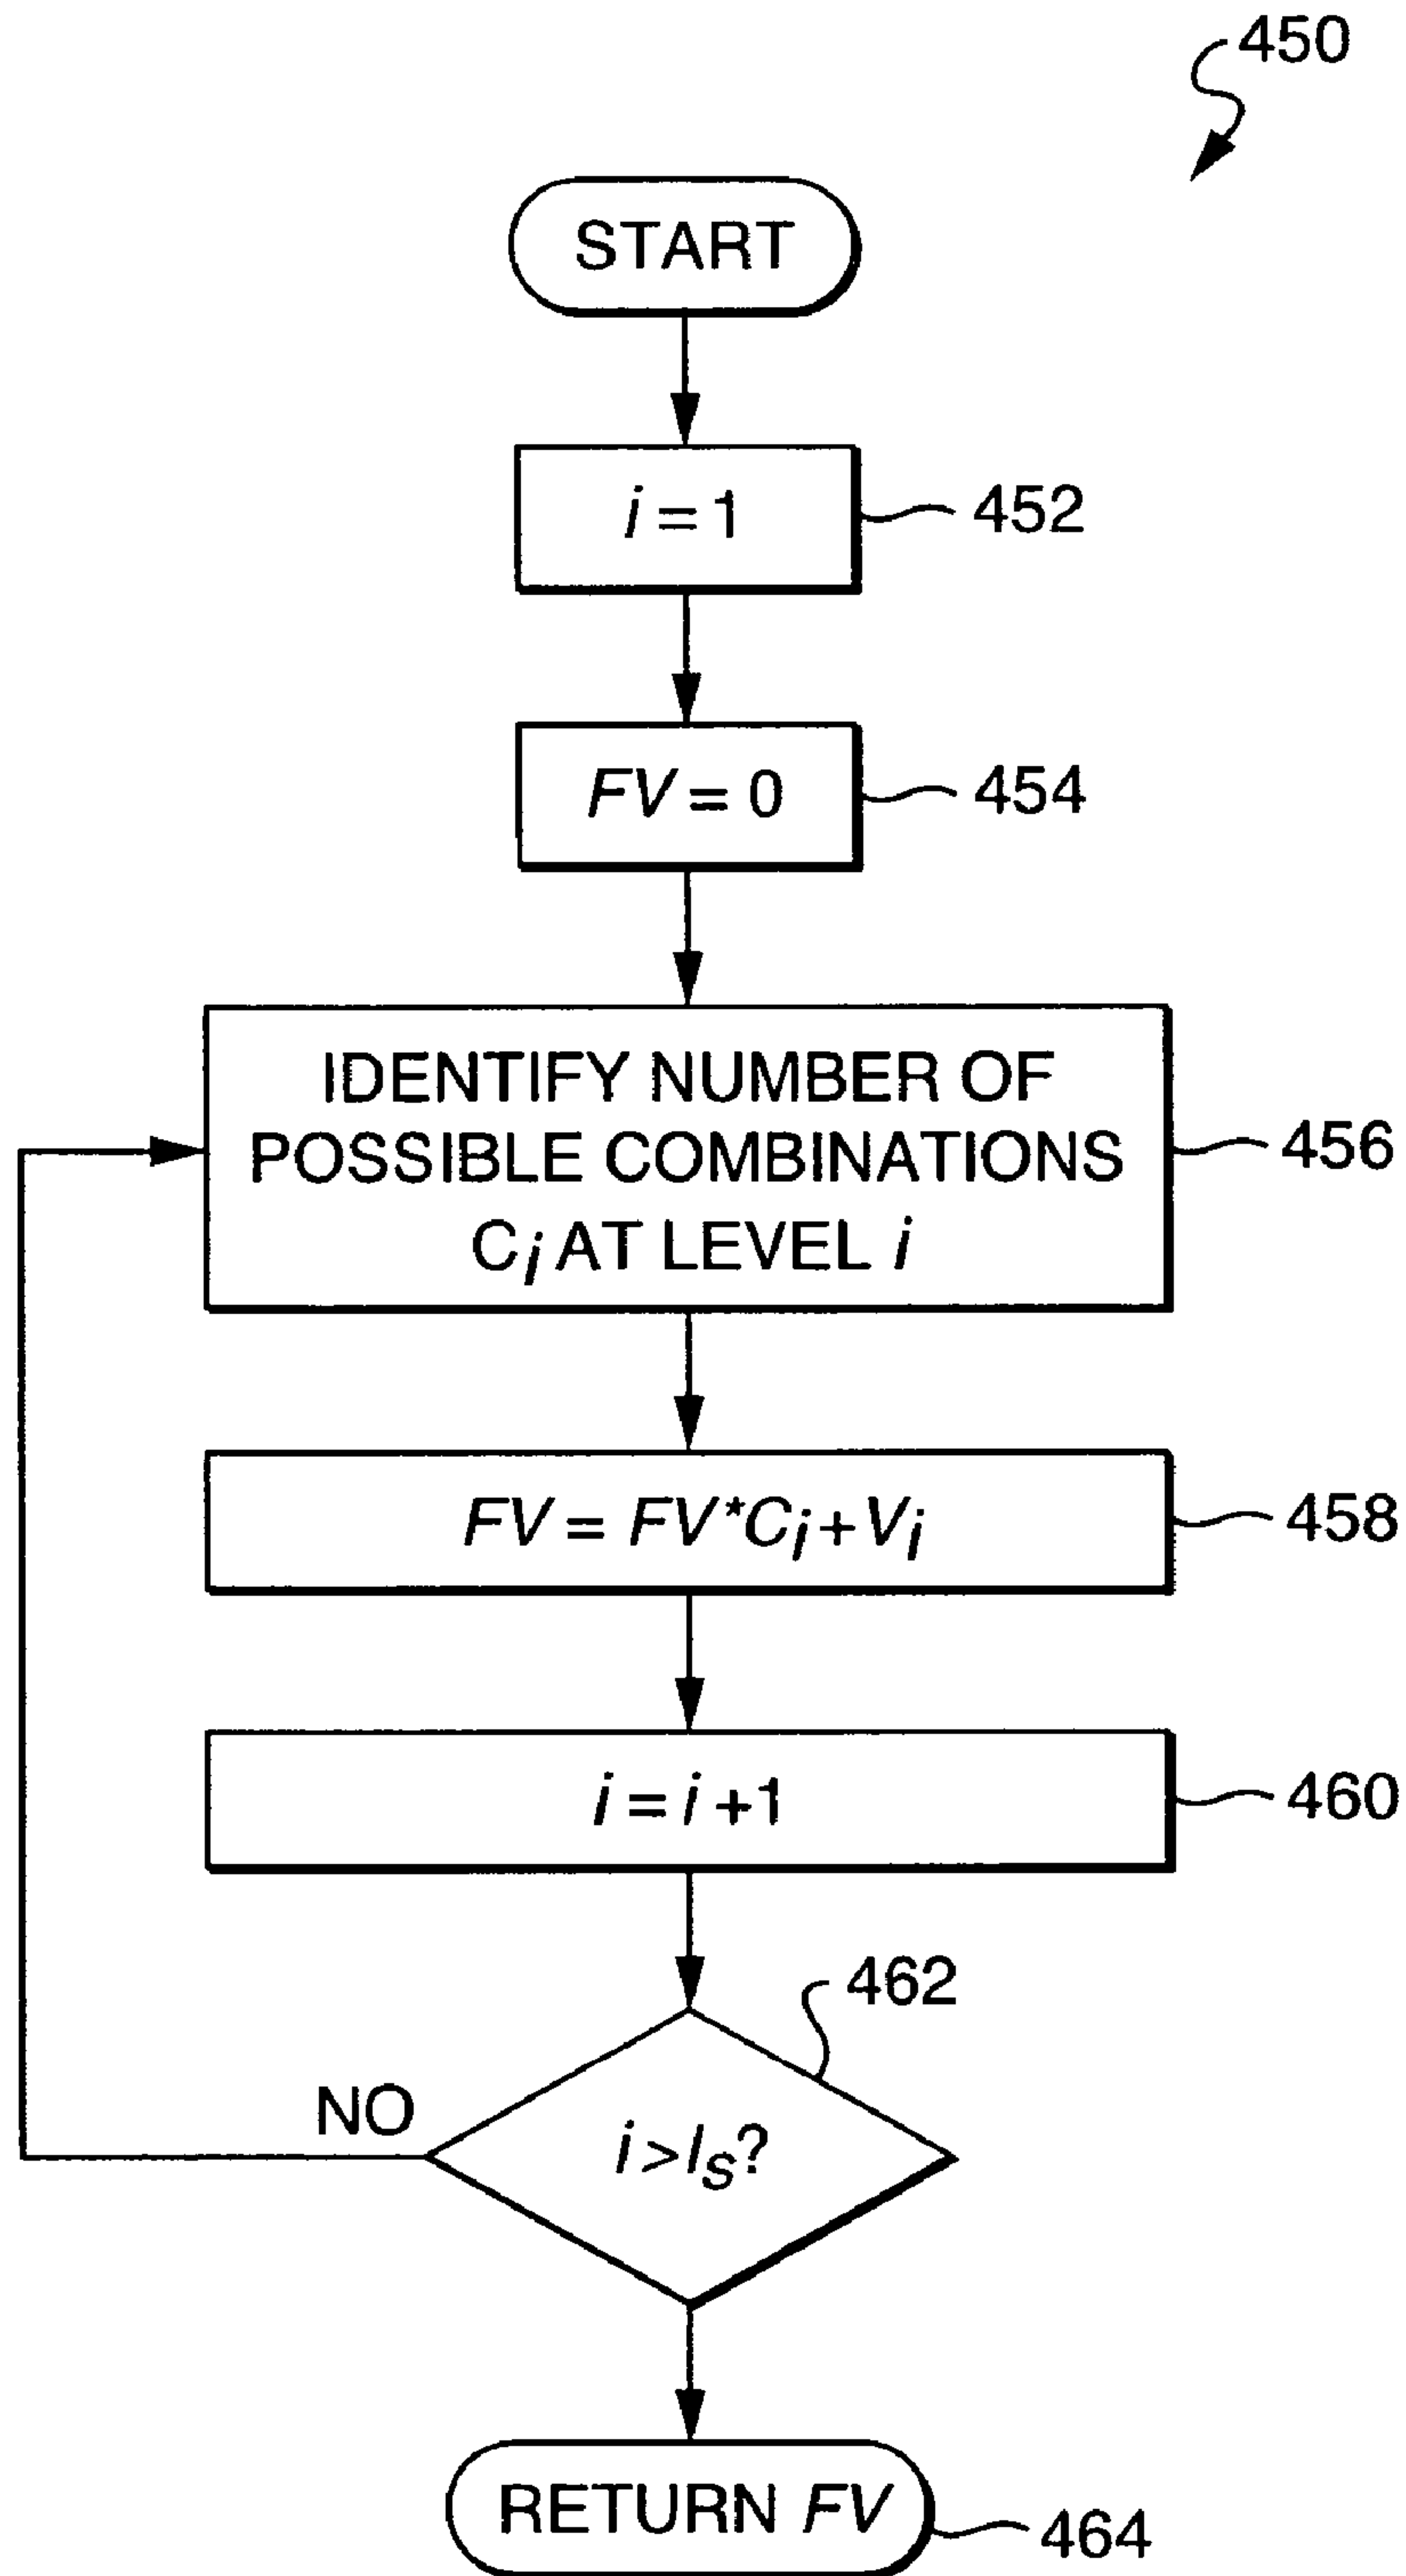 450
START
i = 1
452
FV = 0
454
IDENTIFY NUMBER OF
POSSIBLE COMBINATIONS
Ci AT LEVEL i
456
FV = FV*Ci + Vi
458
i = i +1
460
462
NO
i > ls?
RETURN FV
464